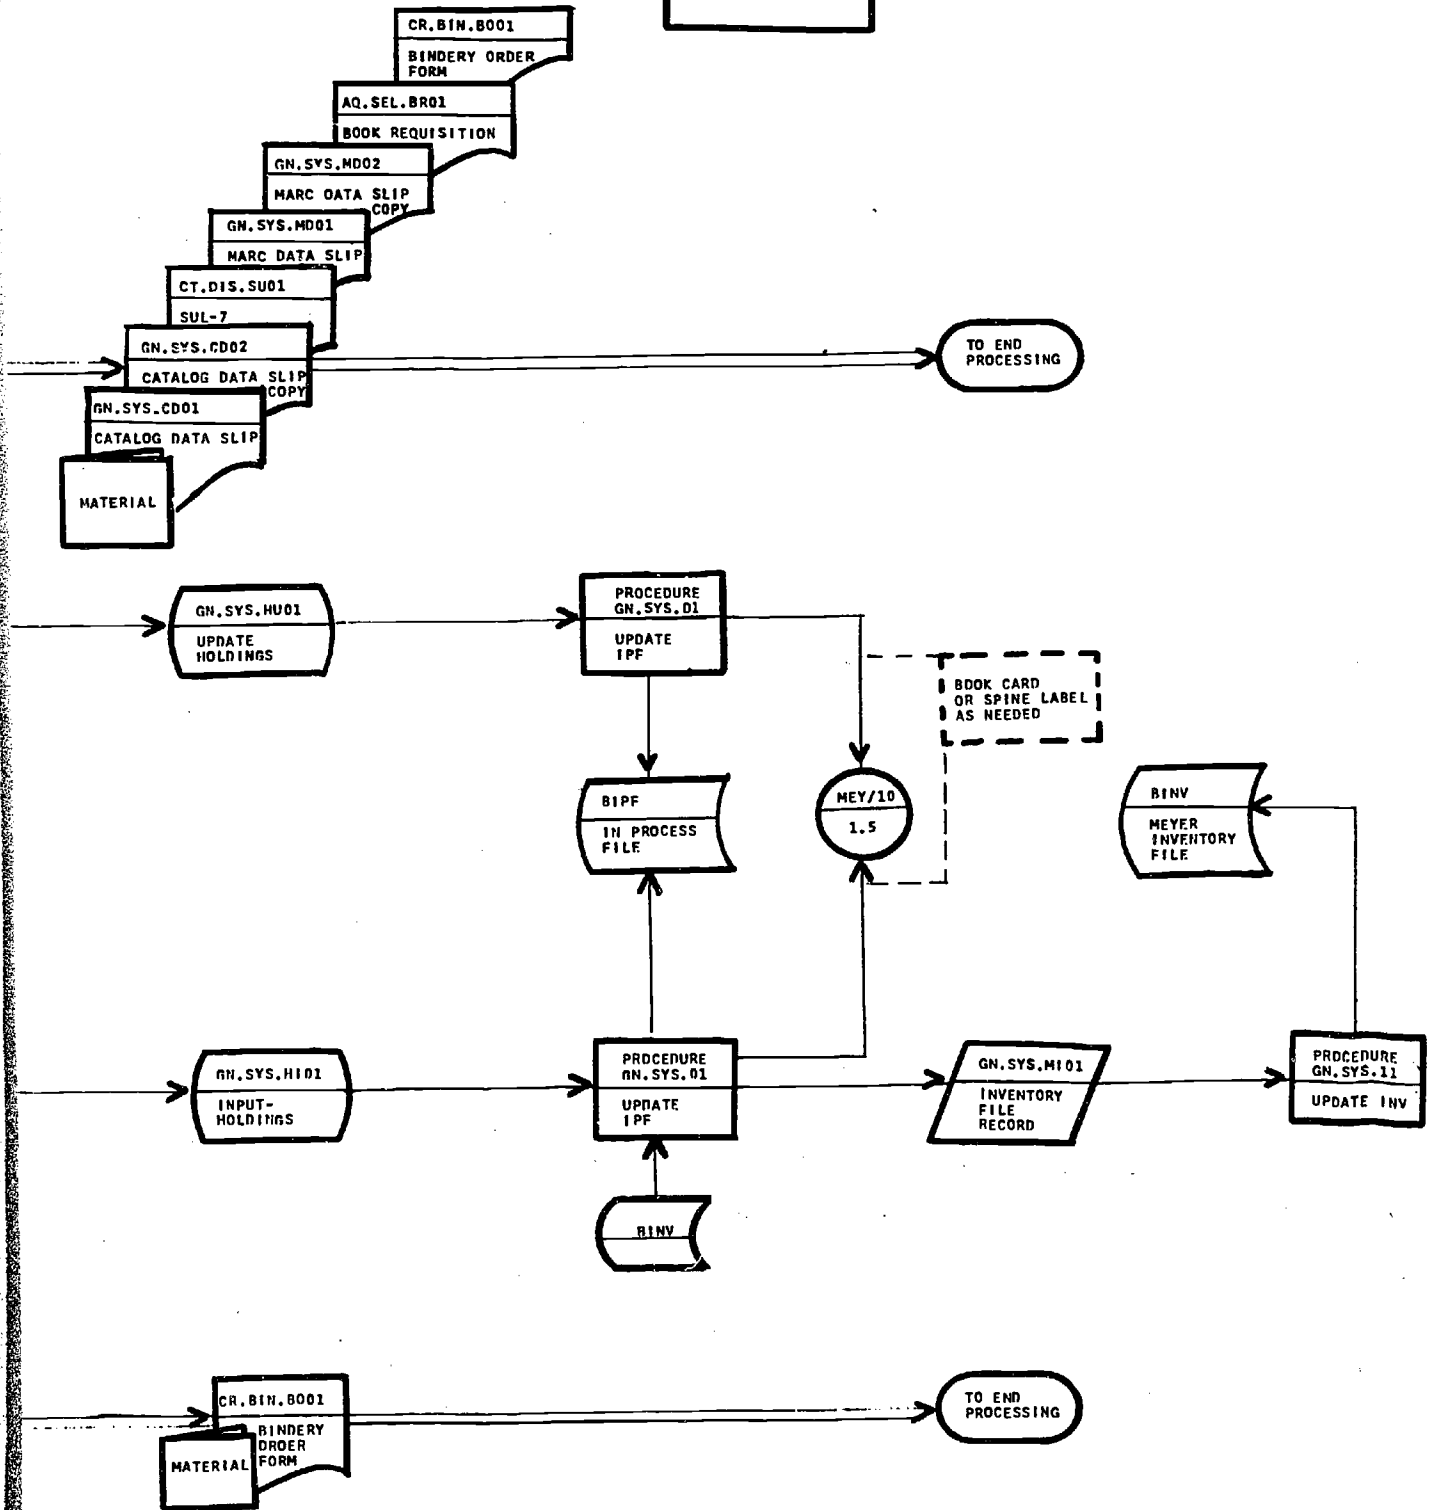 CR.BIN.BO01
BINDERY ORDER
FORM
AQ.SEL.BR01
BOOK REQUISITION
GN.SYS.MD02
MARC DATA SLIP
COPY
GN.SYS.MD01
MARC DATA SLIP
CT.DIS.SU01
SUL-7
GN.SYS.CD02
CATALOG DATA SLIP
COPY
GN.SYS.CD01
CATALOG DATA SLIP
MATERIAL
TO END
PROCESSING
GN.SYS.HU01
UPDATE
HOLDINGS
PROCEDURE
GN.SYS.01
UPDATE
IPF
BOOK CARD
OR SPINE LABEL
AS NEEDED
BIPF
IN PROCESS
FILE
MEY/10
1.5
BINV
MEYER
INVENTORY
FILE
GN.SYS.HI01
INPUT-
HOLDINGS
PROCEDURE
GN.SYS.01
UPDATE
IPF
GN.SYS.MI01
INVENTORY
FILE
RECORD
PROCEDURE
GN.SYS.11
UPDATE INV
BINV
CR.BIN.BO01
BINDERY
ORDER
FORM
MATERIAL
TO END
PROCESSING